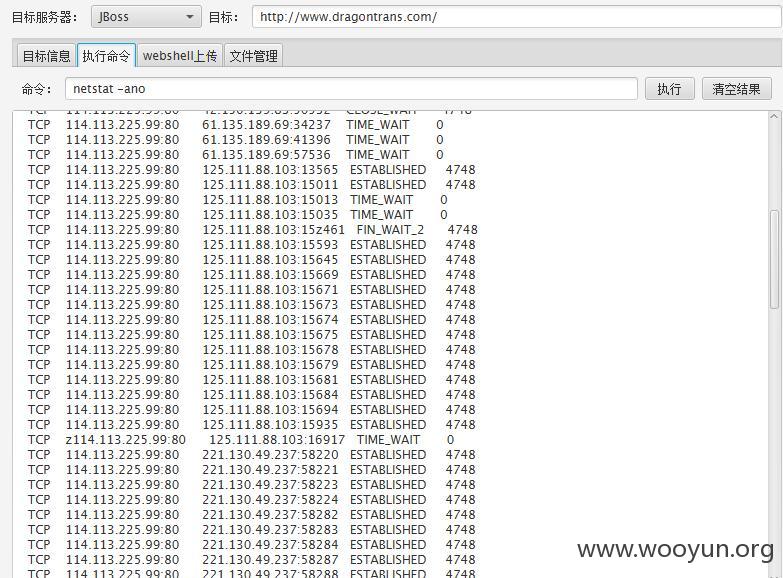 目标服务器： JBoss 目标： http://www.dragontrans.com/
目标信息 执行命令 webshell上传 文件管理
命令： netstat -ano 执行 清空结果
TCP 114.113.225.99:80 61.135.189.69:34237 TIME_WAIT 0
TCP 114.113.225.99:80 61.135.189.69:41396 TIME_WAIT 0
TCP 114.113.225.99:80 61.135.189.69:57536 TIME_WAIT 0
TCP 114.113.225.99:80 125.111.88.103:13565 ESTABLISHED 4748
TCP 114.113.225.99:80 125.111.88.103:15011 ESTABLISHED 4748
TCP 114.113.225.99:80 125.111.88.103:15013 TIME_WAIT 0
TCP 114.113.225.99:80 125.111.88.103:15035 TIME_WAIT 0
TCP 114.113.225.99:80 125.111.88.103:15z461 FIN_WAIT_2 4748
TCP 114.113.225.99:80 125.111.88.103:15593 ESTABLISHED 4748
TCP 114.113.225.99:80 125.111.88.103:15645 ESTABLISHED 4748
TCP 114.113.225.99:80 125.111.88.103:15669 ESTABLISHED 4748
TCP 114.113.225.99:80 125.111.88.103:15671 ESTABLISHED 4748
TCP 114.113.225.99:80 125.111.88.103:15673 ESTABLISHED 4748
TCP 114.113.225.99:80 125.111.88.103:15674 ESTABLISHED 4748
TCP 114.113.225.99:80 125.111.88.103:15675 ESTABLISHED 4748
TCP 114.113.225.99:80 125.111.88.103:15678 ESTABLISHED 4748
TCP 114.113.225.99:80 125.111.88.103:15679 ESTABLISHED 4748
TCP 114.113.225.99:80 125.111.88.103:15681 ESTABLISHED 4748
TCP 114.113.225.99:80 125.111.88.103:15684 ESTABLISHED 4748
TCP 114.113.225.99:80 125.111.88.103:15694 ESTABLISHED 4748
TCP 114.113.225.99:80 125.111.88.103:15935 ESTABLISHED 4748
TCP z114.113.225.99:80 125.111.88.103:16917 TIME_WAIT 0
TCP 114.113.225.99:80 221.130.49.237:58220 ESTABLISHED 4748
TCP 114.113.225.99:80 221.130.49.237:58221 ESTABLISHED 4748
TCP 114.113.225.99:80 221.130.49.237:58223 ESTABLISHED 4748
TCP 114.113.225.99:80 221.130.49.237:58224 ESTABLISHED 4748
TCP 114.113.225.99:80 221.130.49.237:58282 ESTABLISHED 4748
TCP 114.113.225.99:80 221.130.49.237:58283 ESTABLISHED 4748
TCP 114.113.225.99:80 221.130.49.237:58284 ESTABLISHED 4748
TCP 114.113.225.99:80 221.130.49.237:58287 ESTABLISHED 4748
TCP 114.113.225.99:80 221.130.49.237:58288 ESTABLISHED 4748
www.wooyun.org